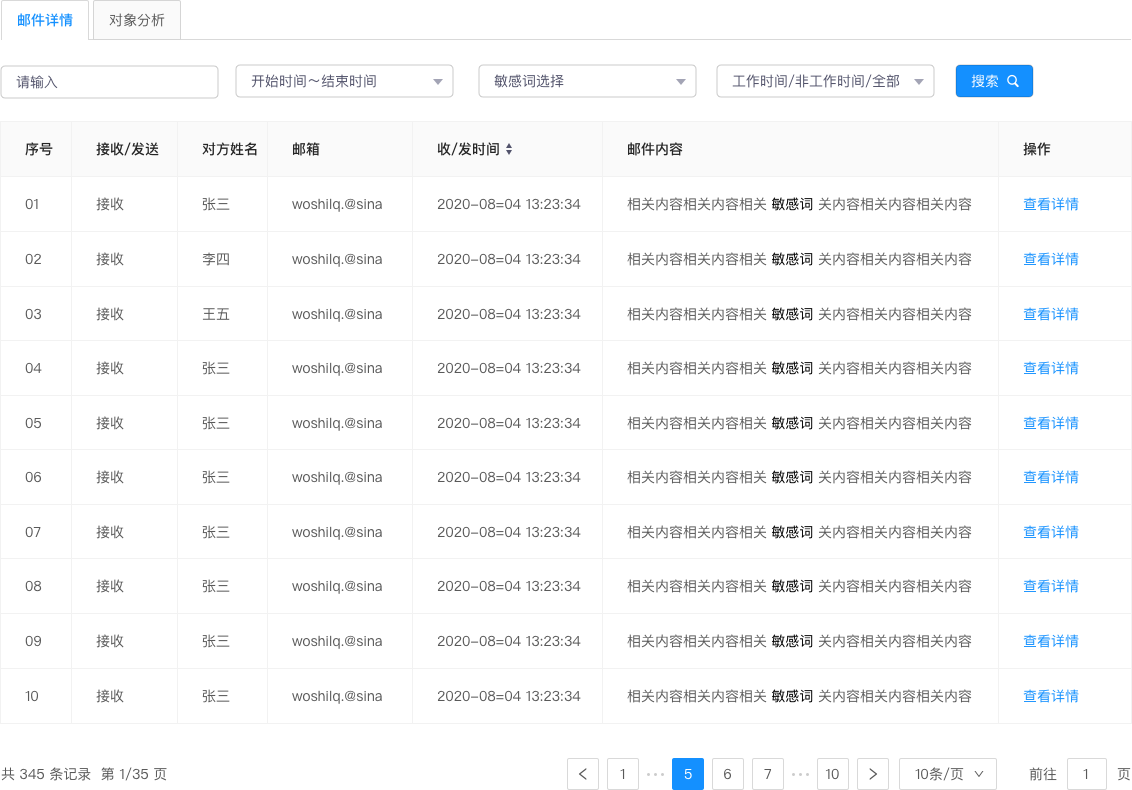 邮件详情 对象分析
请输入 开始时间～结束时间 敏感词选择 工作时间/非工作时间/全部 搜索
序号 接收/发送 对方姓名 邮箱 收/发时间 邮件内容 操作
01 接收 张三 woshilq.@sina 2020-08=04 13:23:34 相关内容相关内容相关 敏感词 关内容相关内容相关内容 查看详情
02 接收 李四 woshilq.@sina 2020-08=04 13:23:34 相关内容相关内容相关 敏感词 关内容相关内容相关内容 查看详情
03 接收 王五 woshilq.@sina 2020-08=04 13:23:34 相关内容相关内容相关 敏感词 关内容相关内容相关内容 查看详情
04 接收 张三 woshilq.@sina 2020-08=04 13:23:34 相关内容相关内容相关 敏感词 关内容相关内容相关内容 查看详情
05 接收 张三 woshilq.@sina 2020-08=04 13:23:34 相关内容相关内容相关 敏感词 关内容相关内容相关内容 查看详情
06 接收 张三 woshilq.@sina 2020-08=04 13:23:34 相关内容相关内容相关 敏感词 关内容相关内容相关内容 查看详情
07 接收 张三 woshilq.@sina 2020-08=04 13:23:34 相关内容相关内容相关 敏感词 关内容相关内容相关内容 查看详情
08 接收 张三 woshilq.@sina 2020-08=04 13:23:34 相关内容相关内容相关 敏感词 关内容相关内容相关内容 查看详情
09 接收 张三 woshilq.@sina 2020-08=04 13:23:34 相关内容相关内容相关 敏感词 关内容相关内容相关内容 查看详情
10 接收 张三 woshilq.@sina 2020-08=04 13:23:34 相关内容相关内容相关 敏感词 关内容相关内容相关内容 查看详情
共 345 条记录 第 1/35 页 < 1 ••• 5 6 7 ••• 10 > 10条/页 前往 1 页